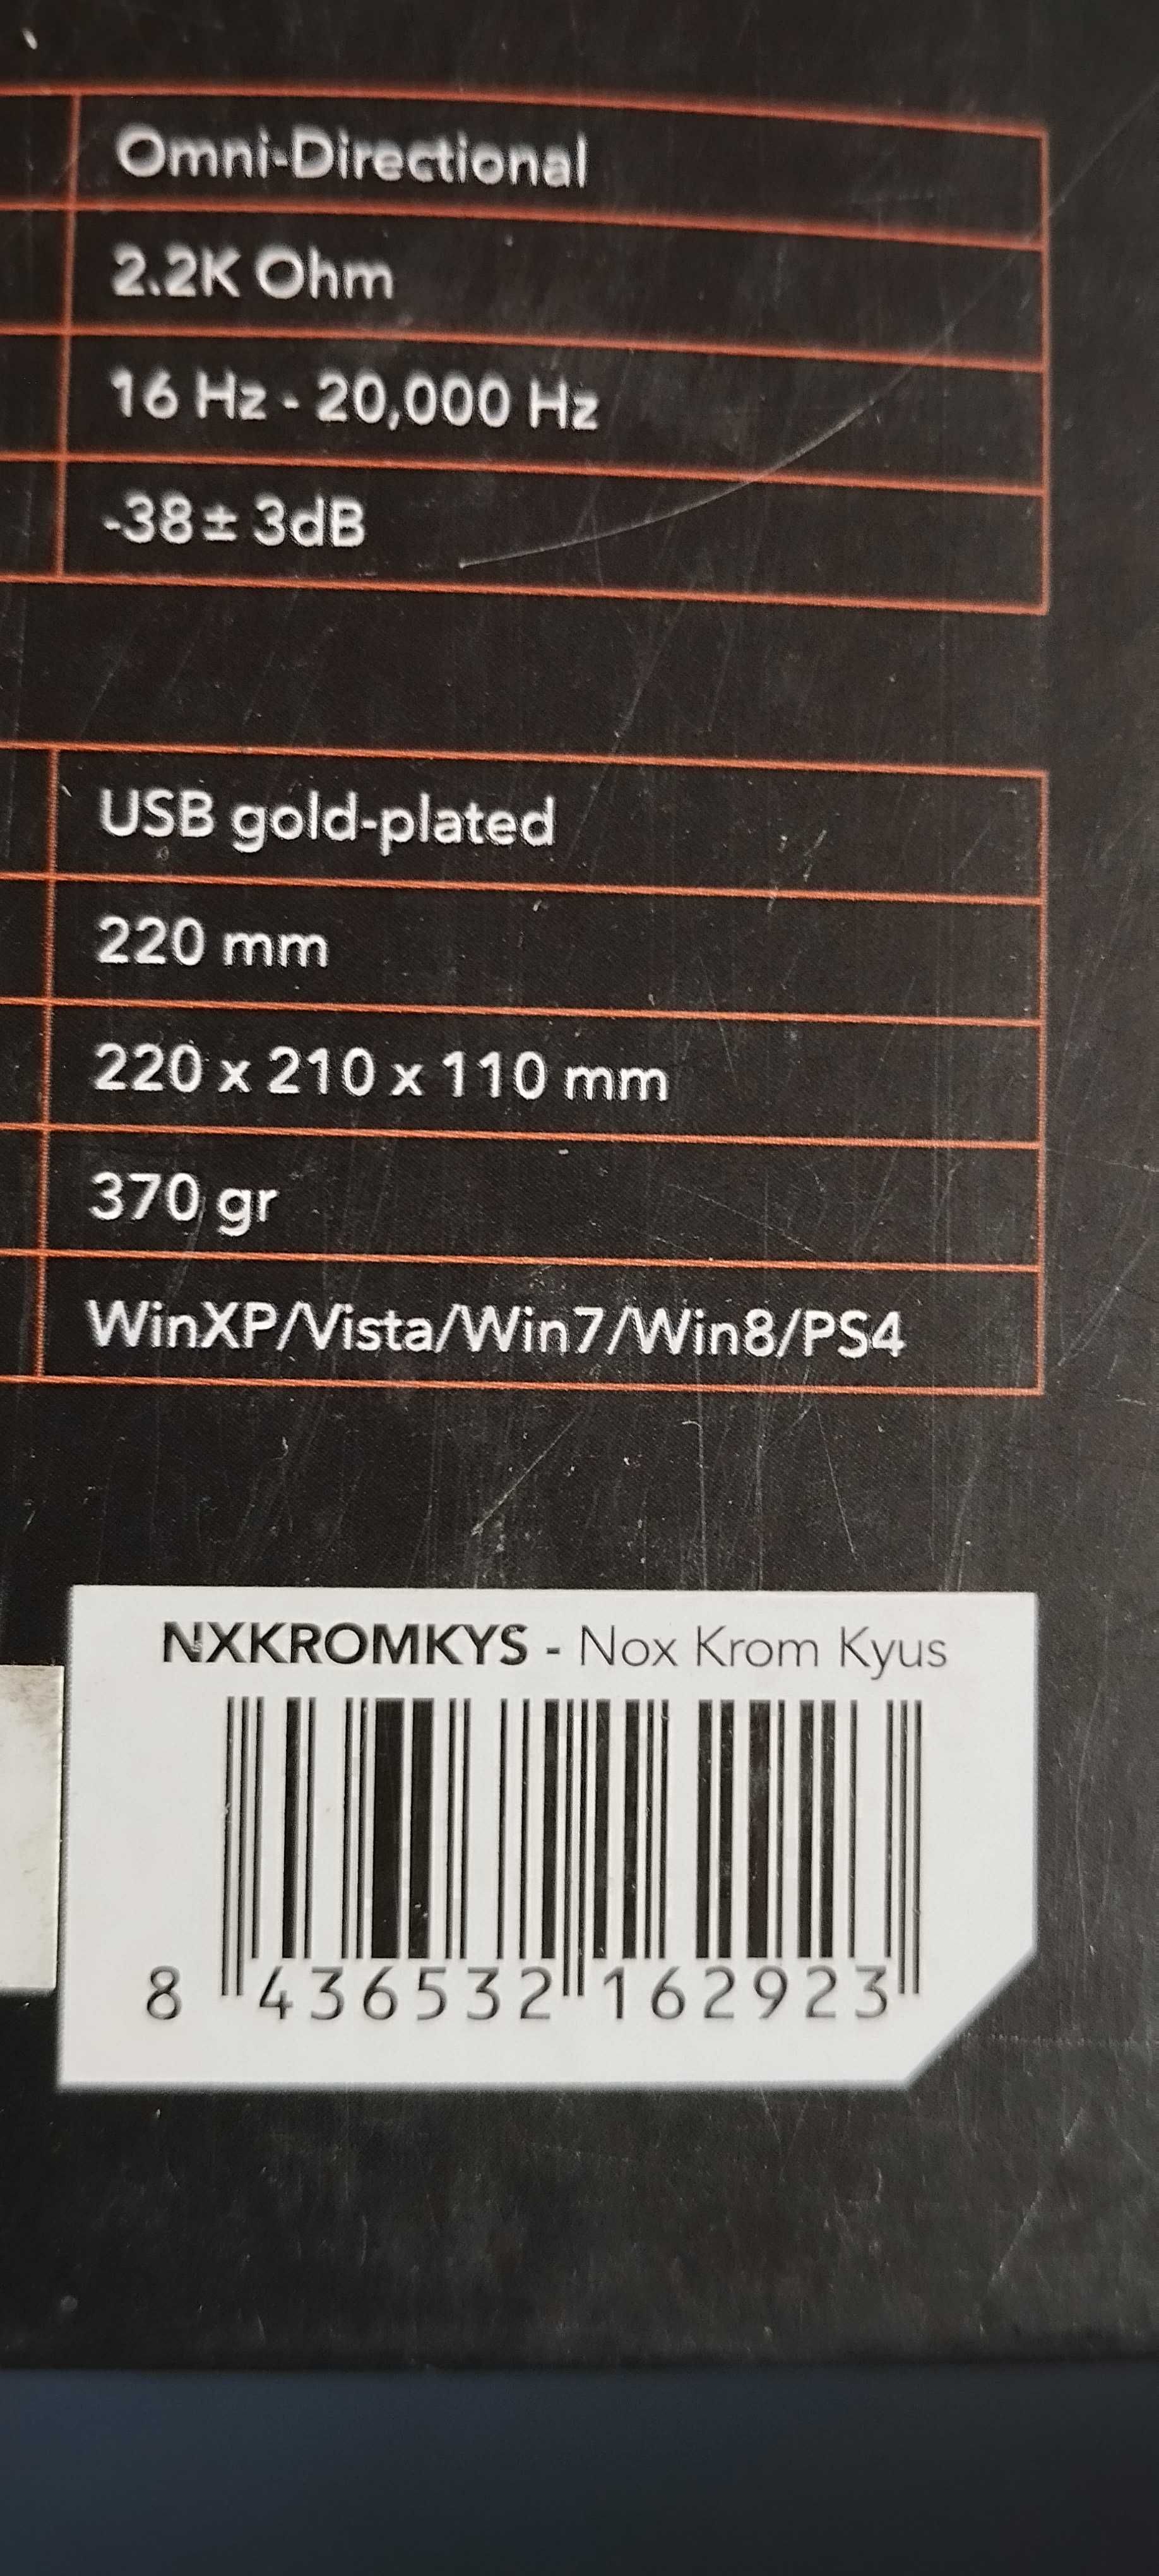 Omni-Directional
2.2K Ohm
16 Hz - 20,000 Hz
-38 ± 3dB
USB gold-plated
220 mm
220 x 210 x 110 mm
370 gr
WinXP/Vista/Win7/Win8/PS4
NXKROMKYS - Nox Krom Kyus
8 436532 162923